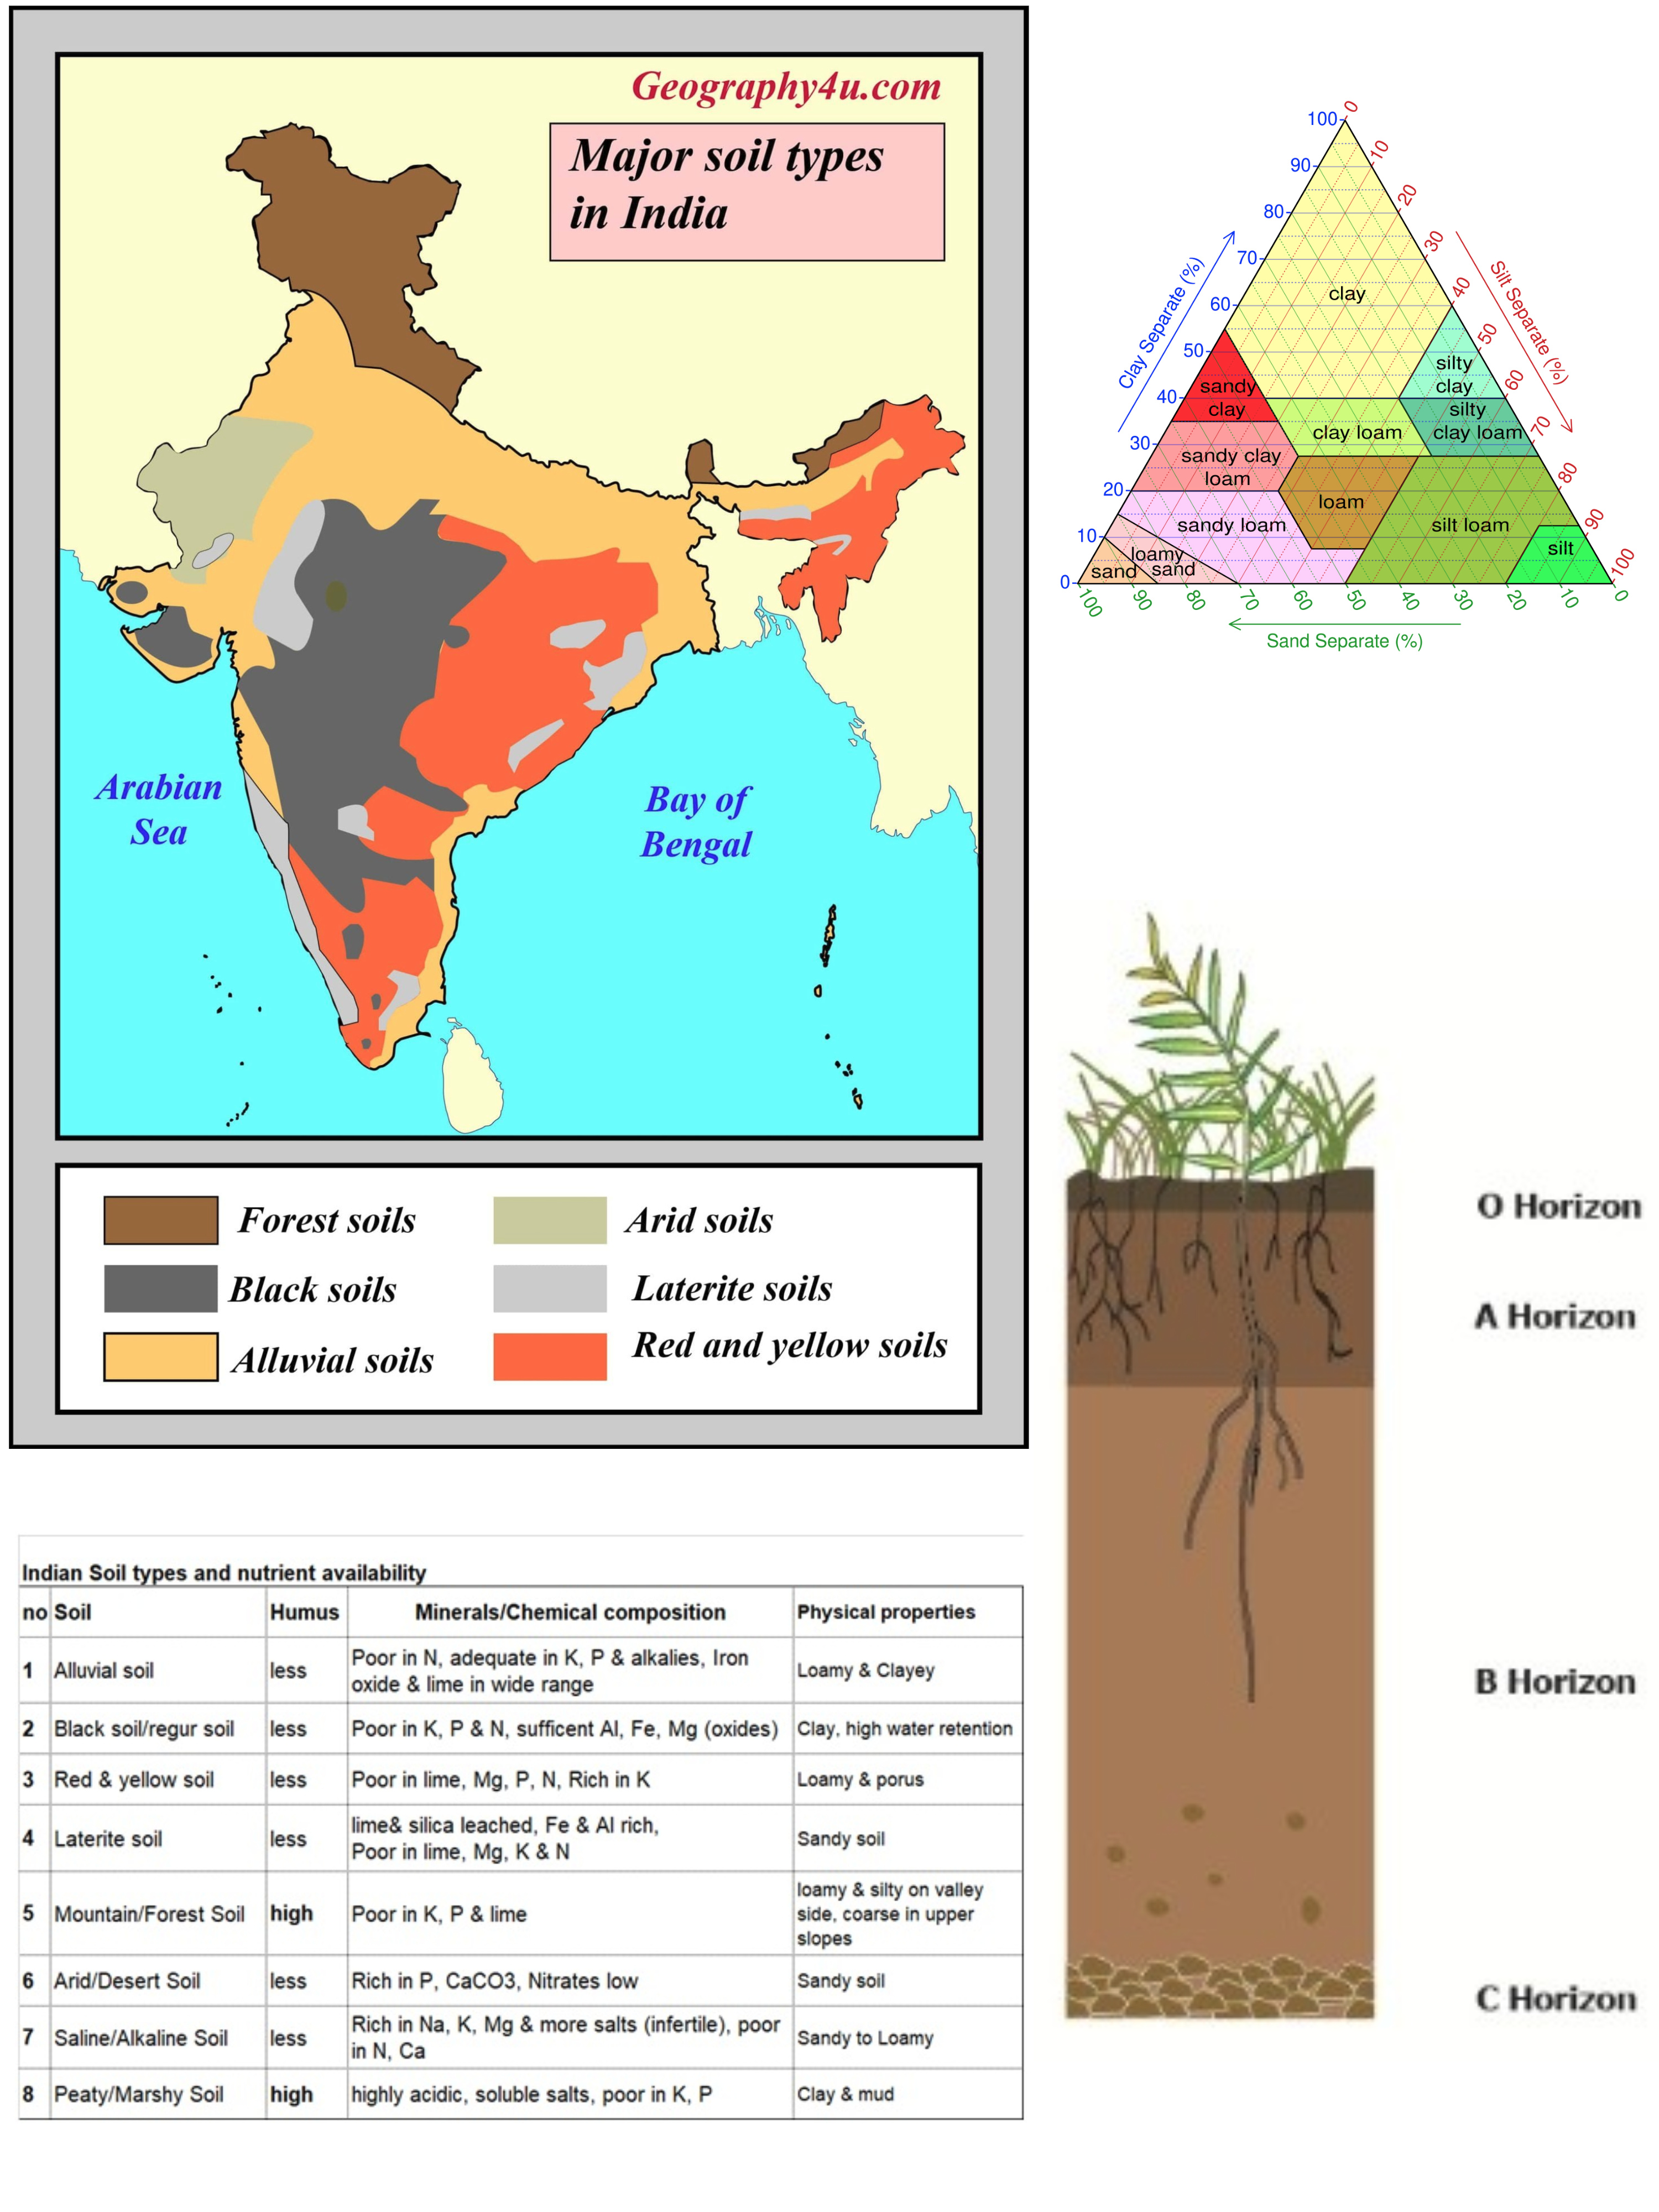 Geography4u.com
Major soil types
in India
Arabian
Sea
Bay of
Bengal
Forest soils
Arid soils
Black soils
Laterite soils
Alluvial soils
Red and yellow soils
100
90
80
70
60
50
40
30
20
10
0
Clay Separate (%)
0
10
20
30
40
50
60
70
80
90
100
Silt Separate (%)
100
90
80
70
60
50
40
30
20
10
0
Sand Separate (%)
clay
silty
clay
sandy
clay
silty
clay loam
clay loam
sandy clay
loam
loam
sandy loam
silt loam
loamy
sand
sand
silt
O Horizon
A Horizon
B Horizon
C Horizon
Indian Soil types and nutrient availability
no Soil Humus Minerals/Chemical composition Physical properties
1 Alluvial soil less Poor in N, adequate in K, P & alkalies, Iron
oxide & lime in wide range Loamy & Clayey
2 Black soil/regur soil less Poor in K, P & N, sufficent Al, Fe, Mg (oxides) Clay, high water retention
3 Red & yellow soil less Poor in lime, Mg, P, N, Rich in K Loamy & porus
4 Laterite soil less lime& silica leached, Fe & Al rich,
Poor in lime, Mg, K & N Sandy soil
5 Mountain/Forest Soil high Poor in K, P & lime loamy & silty on valley
side, coarse in upper
slopes
6 Arid/Desert Soil less Rich in P, CaCO3, Nitrates low Sandy soil
7 Saline/Alkaline Soil less Rich in Na, K, Mg & more salts (infertile), poor
in N, Ca Sandy to Loamy
8 Peaty/Marshy Soil high highly acidic, soluble salts, poor in K, P Clay & mud